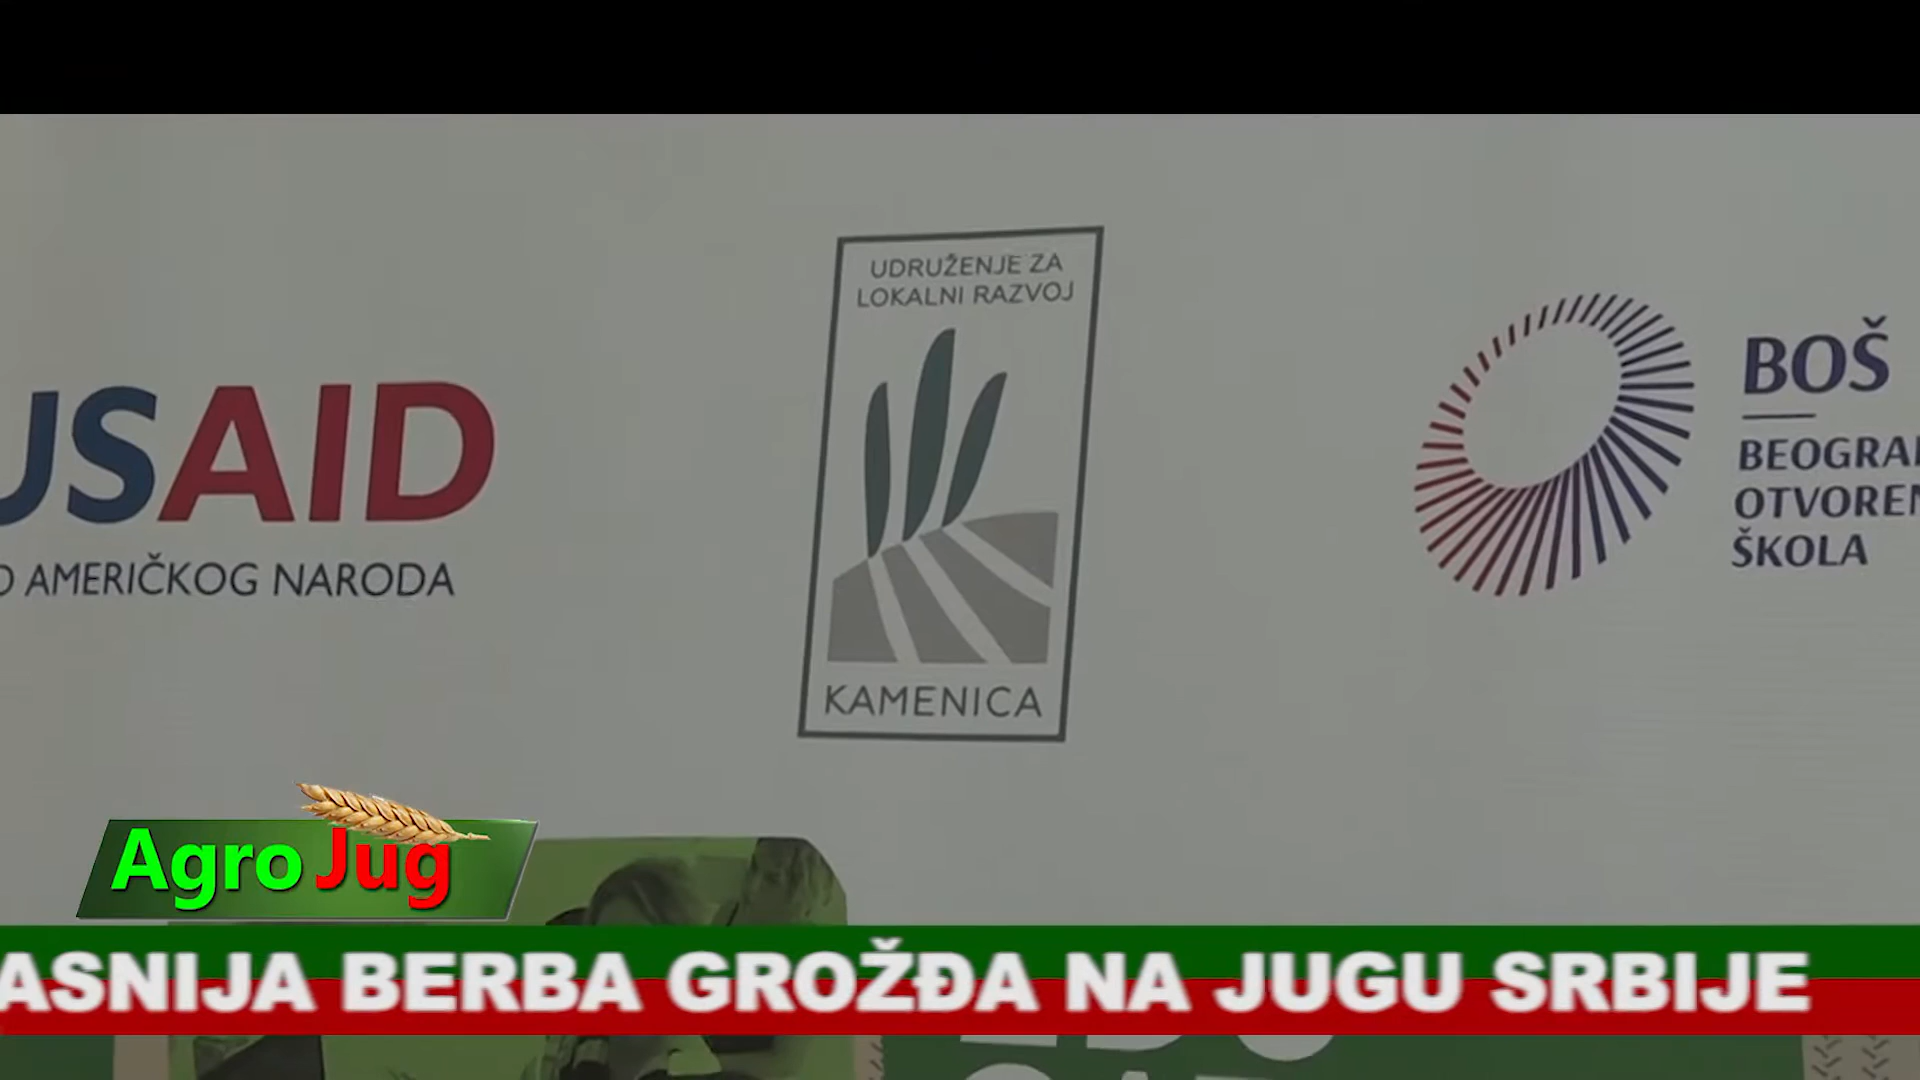 UDRUŽENJE ZA
LOKALNI RAZVOJ
KAMENICA
USAID
AMERIČKOG NARODA
BOŠ
BEOGRA
OTVOREN
ŠKOLA
Agro Jug
ASNIJA BERBA GROŽĐA NA JUGU SRBIJE